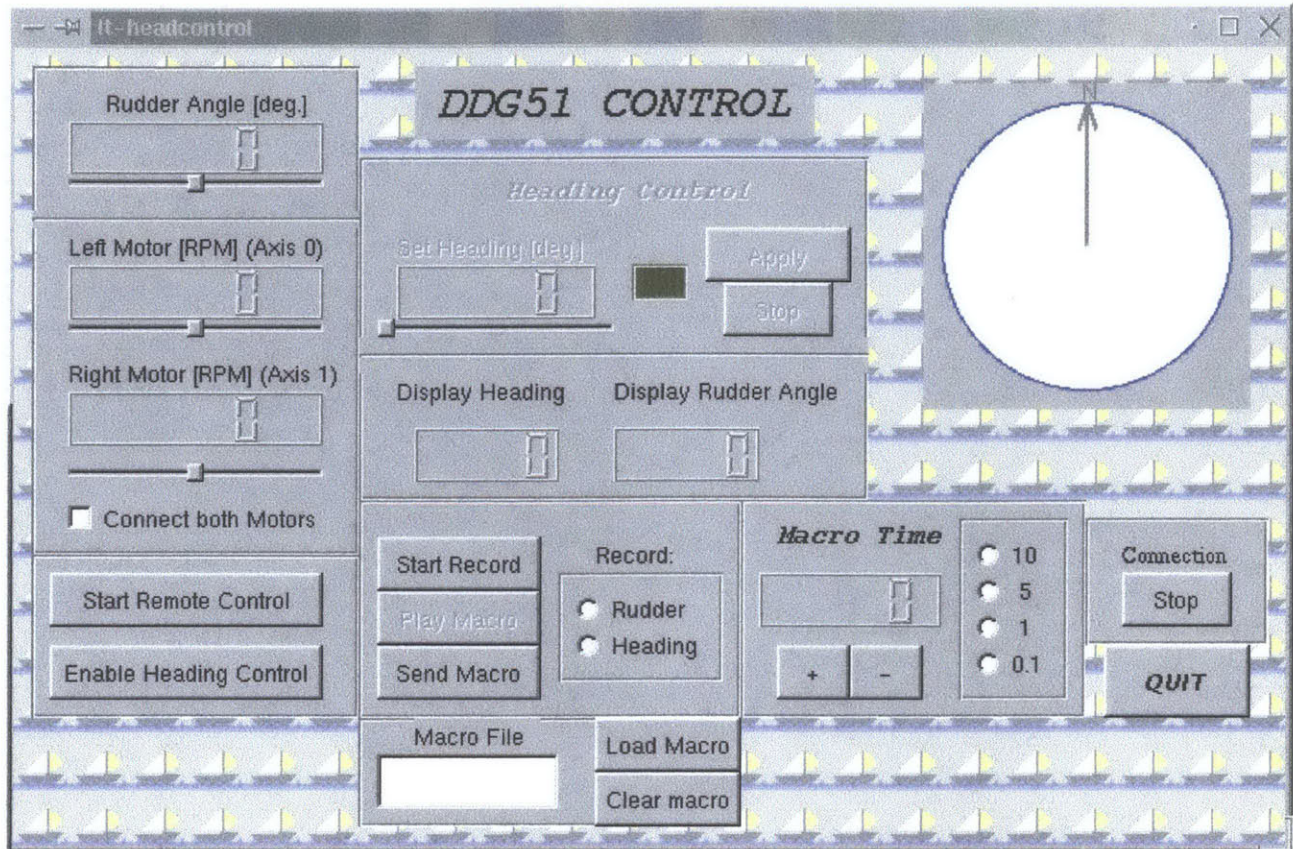 lt-headcontrol
Rudder Angle [deg.]
0
DDG51 CONTROL
N
Heading Control
Set Heading [deg.]
0
Apply
Stop
Left Motor [RPM] (Axis 0)
0
Right Motor [RPM] (Axis 1)
0
Connect both Motors
Display Heading
0
Display Rudder Angle
0
Start Remote Control
Enable Heading Control
Start Record
Play Macro
Send Macro
Record:
Rudder
Heading
Macro Time
0
+ -
10
5
1
0.1
Connection
Stop
QUIT
Macro File
Load Macro
Clear macro